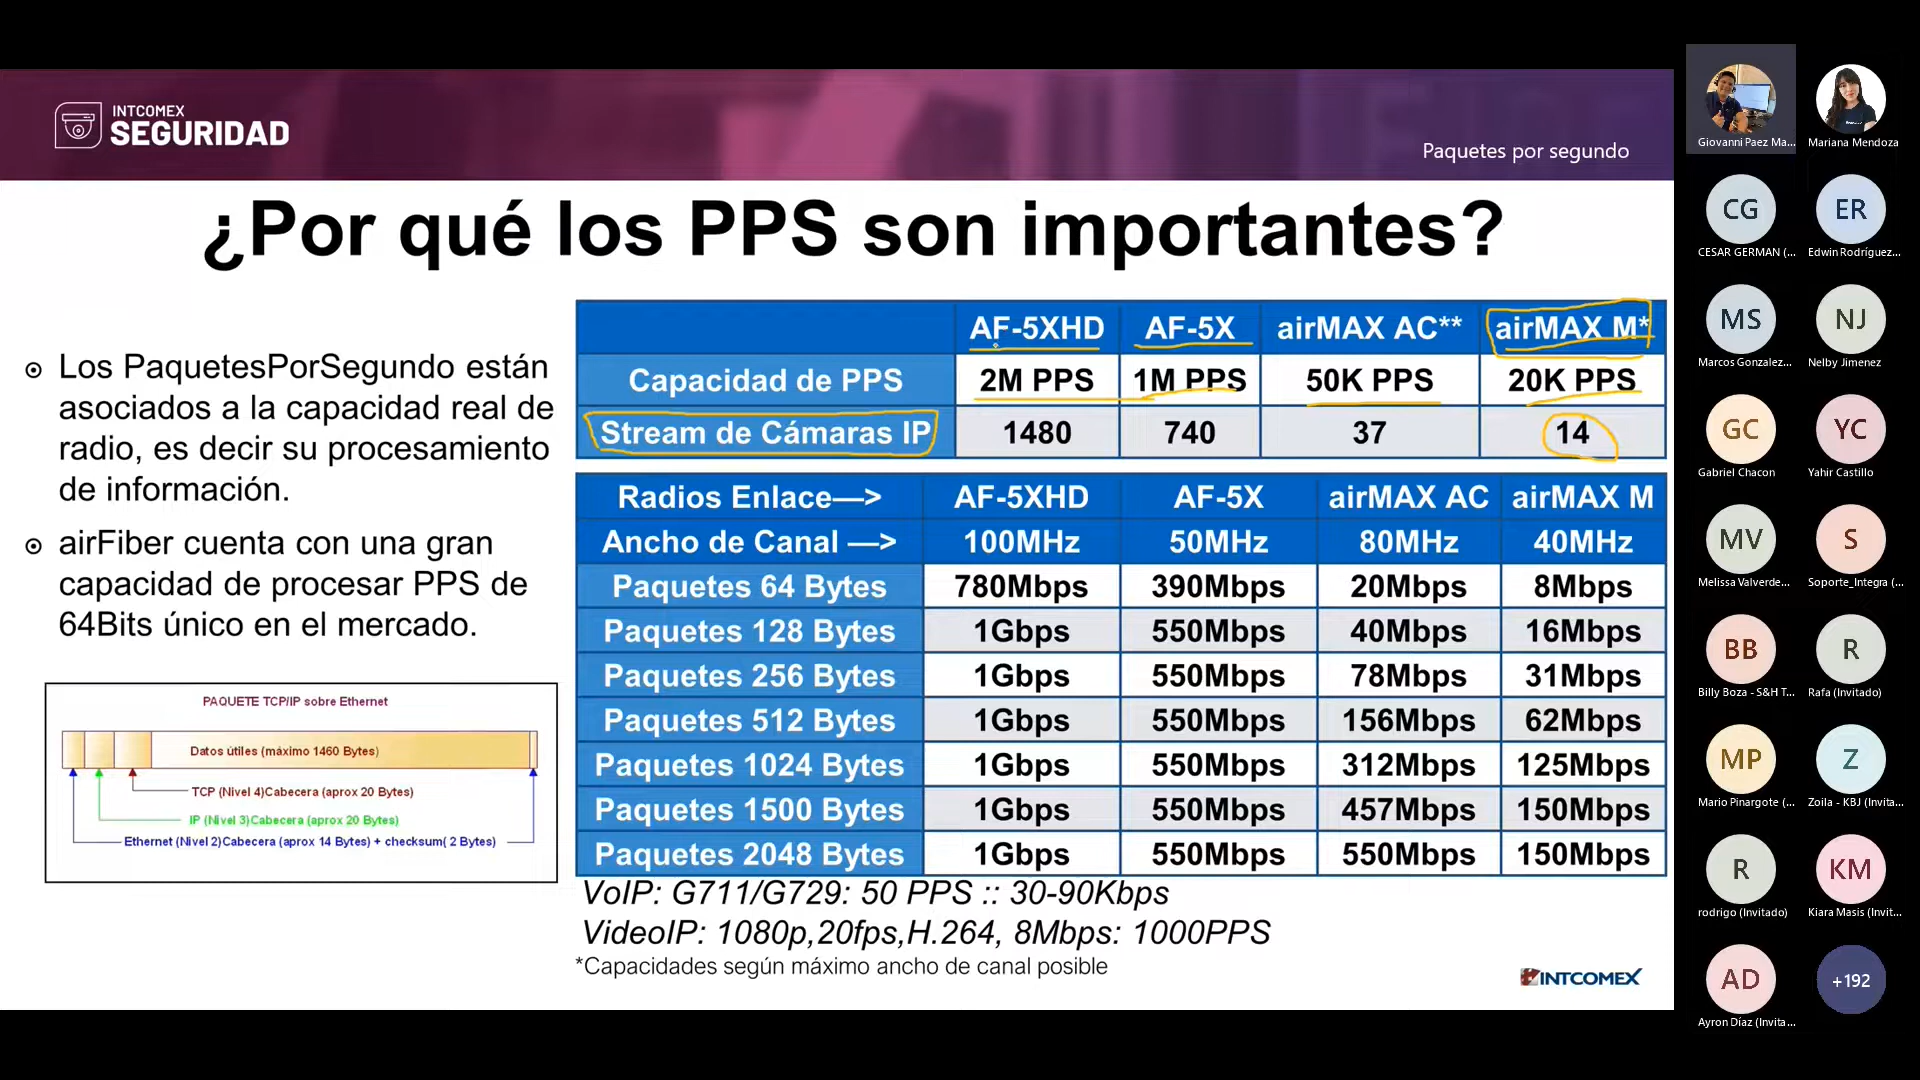 INTCOMEX
SEGURIDAD
Paquetes por segundo
¿Por qué los PPS son importantes?
Los PaquetesPorSegundo están
asociados a la capacidad real de
radio, es decir su procesamiento
de información.
airFiber cuenta con una gran
capacidad de procesar PPS de
64Bits único en el mercado.
PAQUETE TCP/IP sobre Ethernet
Datos útiles (máximo 1460 Bytes)
TCP (Nivel 4)Cabecera (aprox 20 Bytes)
IP (Nivel 3)Cabecera (aprox 20 Bytes)
Ethernet (Nivel 2)Cabecera (aprox 14 Bytes) + checksum( 2 Bytes)
AF-5XHD AF-5X airMAX AC** airMAX M*
Capacidad de PPS 2M PPS 1M PPS 50K PPS 20K PPS
Stream de Cámaras IP 1480 740 37 14
Radios Enlace—> AF-5XHD AF-5X airMAX AC airMAX M
Ancho de Canal —> 100MHz 50MHz 80MHz 40MHz
Paquetes 64 Bytes 780Mbps 390Mbps 20Mbps 8Mbps
Paquetes 128 Bytes 1Gbps 550Mbps 40Mbps 16Mbps
Paquetes 256 Bytes 1Gbps 550Mbps 78Mbps 31Mbps
Paquetes 512 Bytes 1Gbps 550Mbps 156Mbps 62Mbps
Paquetes 1024 Bytes 1Gbps 550Mbps 312Mbps 125Mbps
Paquetes 1500 Bytes 1Gbps 550Mbps 457Mbps 150Mbps
Paquetes 2048 Bytes 1Gbps 550Mbps 550Mbps 150Mbps
VoIP: G711/G729: 50 PPS :: 30-90Kbps
VideoIP: 1080p,20fps,H.264, 8Mbps: 1000PPS
*Capacidades según máximo ancho de canal posible
INTCOMEX
Giovanni Paez Ma...
Mariana Mendoza
CG
CESAR GERMAN (...
ER
Edwin Rodríguez...
MS
Marcos Gonzalez...
NJ
Nelby Jimenez
GC
Gabriel Chacon
YC
Yahir Castillo
MV
Melissa Valverde...
S
Soporte_Integra (...
BB
Billy Boza - S&H T...
R
Rafa (Invitado)
MP
Mario Pinargote (...
Z
Zoila - KBJ (Invita...
R
rodrigo (Invitado)
KM
Kiara Masis (Invit...
AD
Ayron Díaz (Invita...
+192